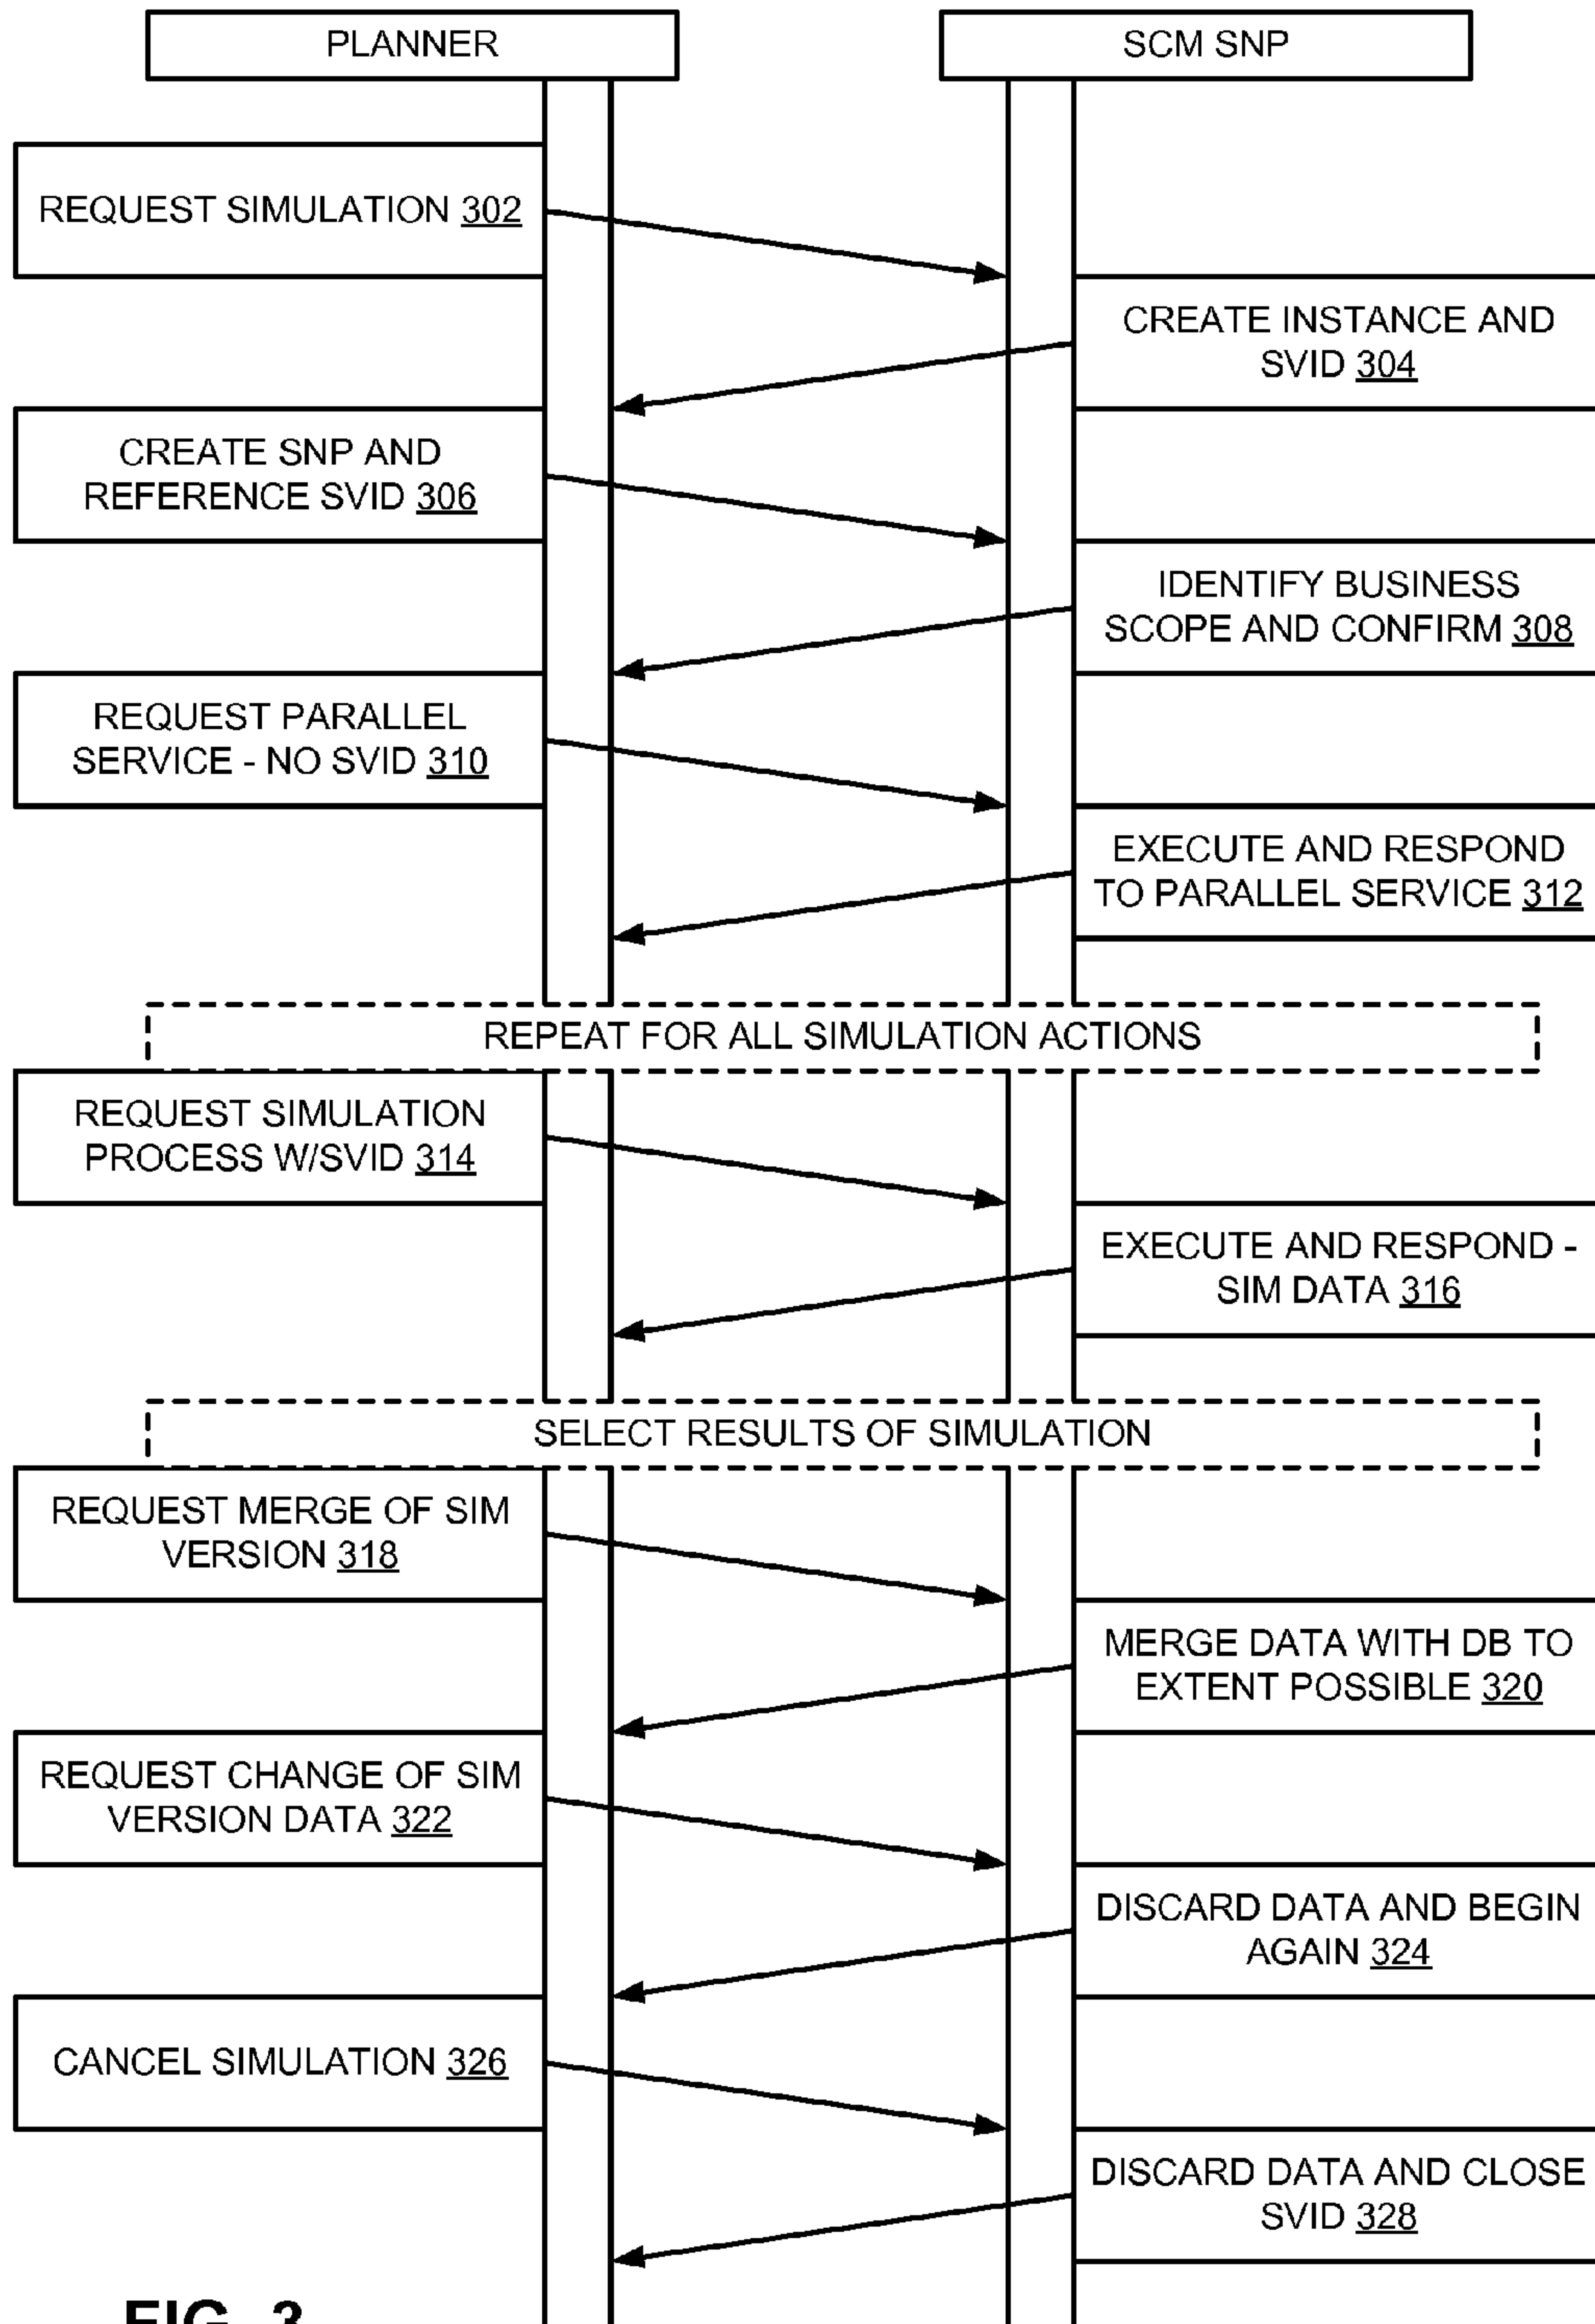 PLANNER
SCM SNP
REQUEST SIMULATION 302
CREATE INSTANCE AND
SVID 304
CREATE SNP AND
REFERENCE SVID 306
IDENTIFY BUSINESS
SCOPE AND CONFIRM 308
REQUEST PARALLEL
SERVICE - NO SVID 310
EXECUTE AND RESPOND
TO PARALLEL SERVICE 312
REPEAT FOR ALL SIMULATION ACTIONS
REQUEST SIMULATION
PROCESS W/SVID 314
EXECUTE AND RESPOND -
SIM DATA 316
SELECT RESULTS OF SIMULATION
REQUEST MERGE OF SIM
VERSION 318
MERGE DATA WITH DB TO
EXTENT POSSIBLE 320
REQUEST CHANGE OF SIM
VERSION DATA 322
DISCARD DATA AND BEGIN
AGAIN 324
CANCEL SIMULATION 326
DISCARD DATA AND CLOSE
SVID 328
FIG. 3